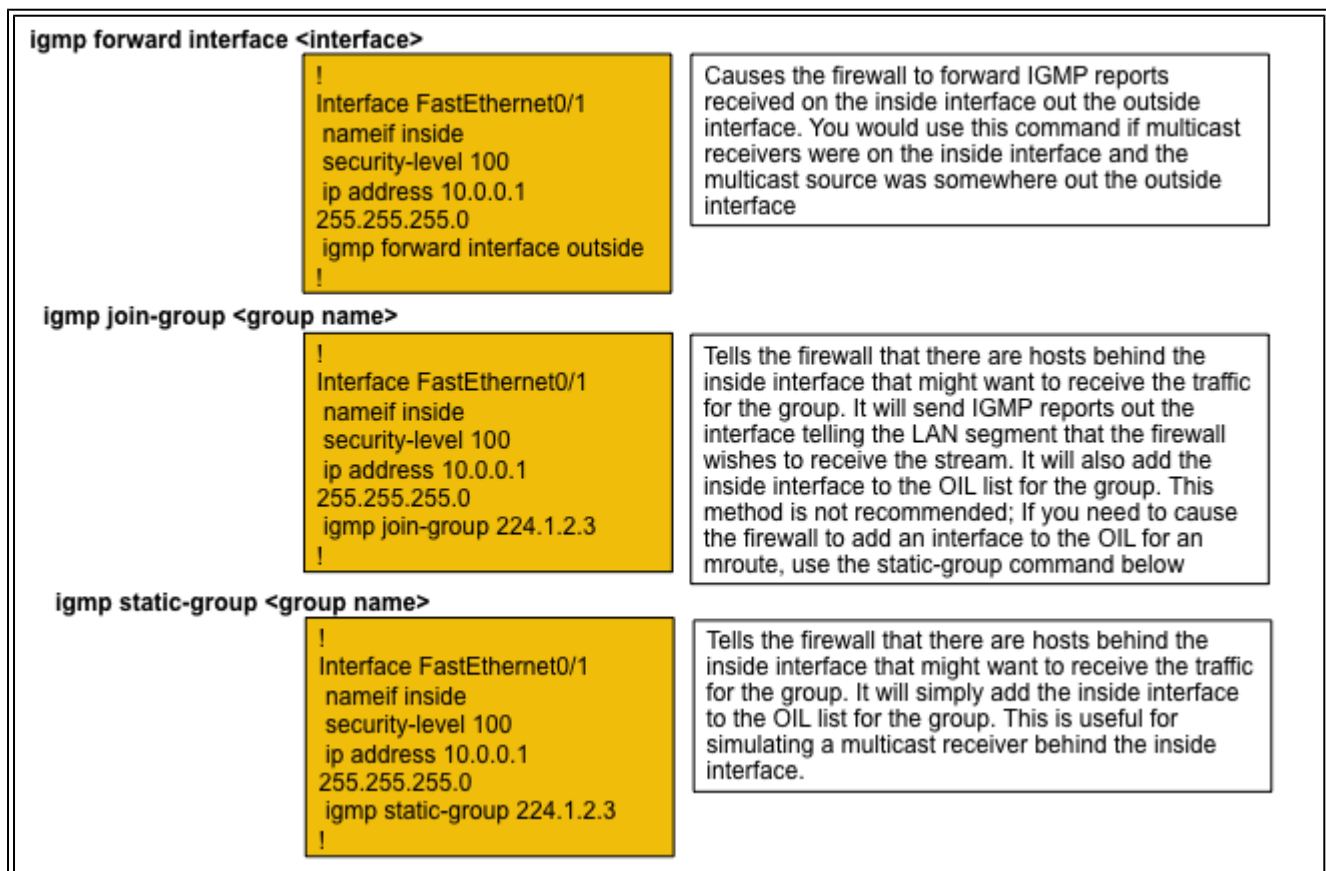 igmp forward interface <interface>
!
Interface FastEthernet0/1
nameif inside
security-level 100
ip address 10.0.0.1
255.255.255.0
igmp forward interface outside
!
Causes the firewall to forward IGMP reports
received on the inside interface out the outside
interface. You would use this command if multicast
receivers were on the inside interface and the
multicast source was somewhere out the outside
interface
igmp join-group <group name>
!
Interface FastEthernet0/1
nameif inside
security-level 100
ip address 10.0.0.1
255.255.255.0
igmp join-group 224.1.2.3
!
Tells the firewall that there are hosts behind the
inside interface that might want to receive the traffic
for the group. It will send IGMP reports out the
interface telling the LAN segment that the firewall
wishes to receive the stream. It will also add the
inside interface to the OIL list for the group. This
method is not recommended; If you need to cause
the firewall to add an interface to the OIL for an
mroute, use the static-group command below
igmp static-group <group name>
!
Interface FastEthernet0/1
nameif inside
security-level 100
ip address 10.0.0.1
255.255.255.0
igmp static-group 224.1.2.3
!
Tells the firewall that there are hosts behind the
inside interface that might want to receive the traffic
for the group. It will simply add the inside interface
to the OIL list for the group. This is useful for
simulating a multicast receiver behind the inside
interface.